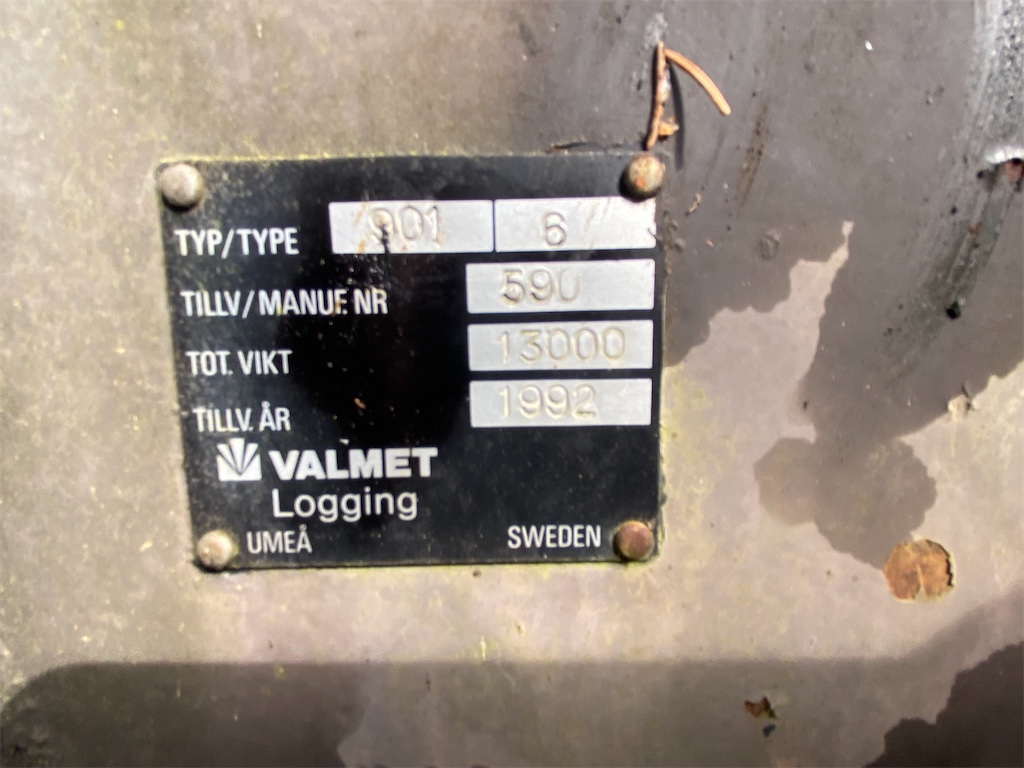 TYP/TYPE 901 6
TILLV/MANUF. NR 590
TOT. VIKT 13000
TILLV. ÅR 1992
VALMET
Logging
UMEÅ SWEDEN